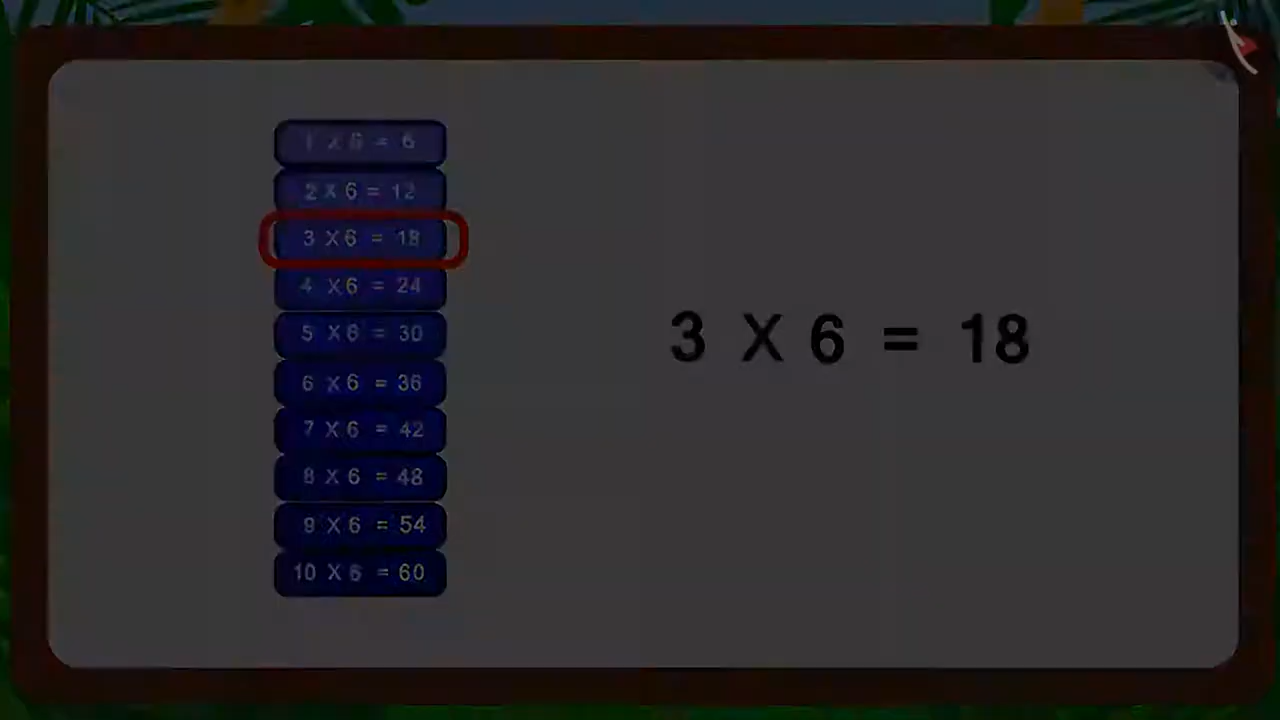 1 X 6 = 6
2 X 6 = 12
3 X 6 = 18
4 X 6 = 24
5 X 6 = 30
6 X 6 = 36
7 X 6 = 42
8 X 6 = 48
9 X 6 = 54
10 X 6 = 60
3 X 6 = 18